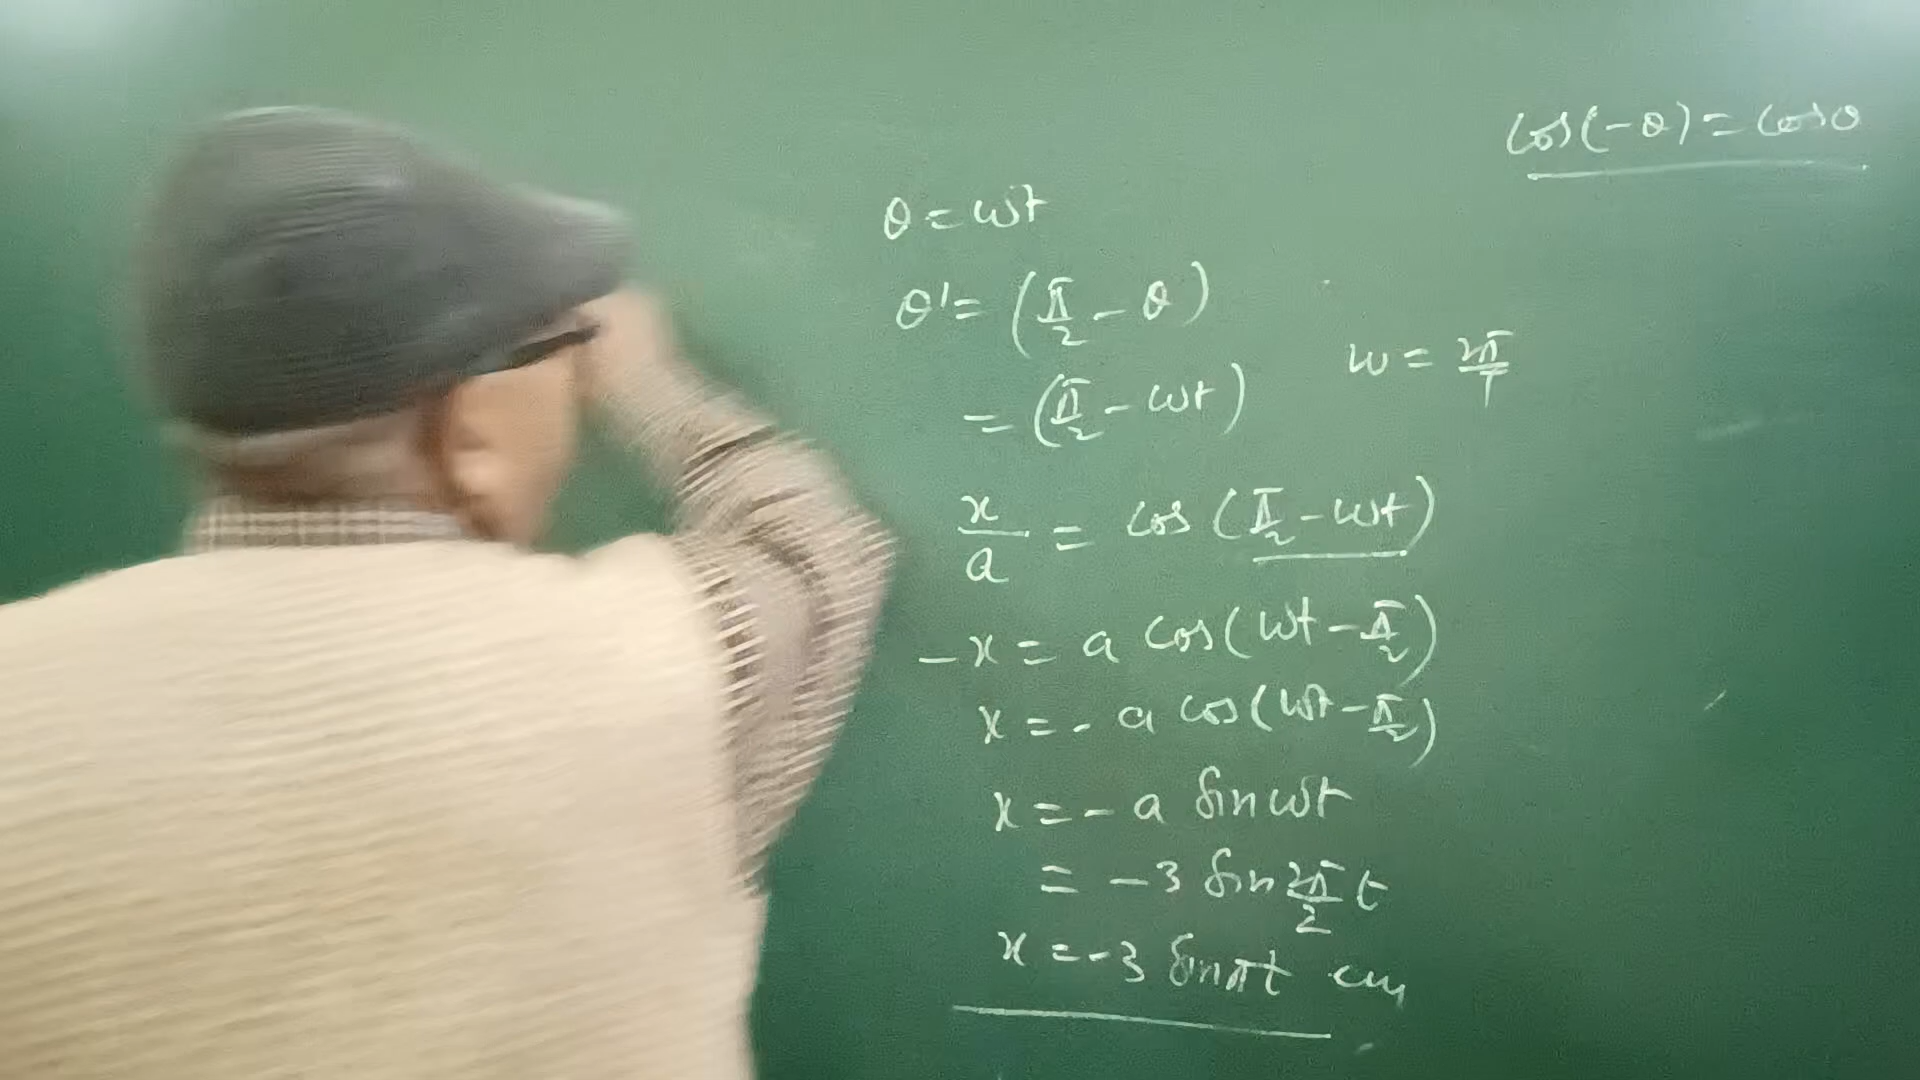 cos(-θ) = cosθ
θ = ωt
θ' = (π/2 - θ)
= (π/2 - ωt)
ω = 2π/T
x/a = cos (π/2 - ωt)
-x = a cos(ωt - π/2)
x = - a cos(ωt - π/2)
x = - a sin ωt
= -3 sin 2π/2 t
x = -3 sin πt cm